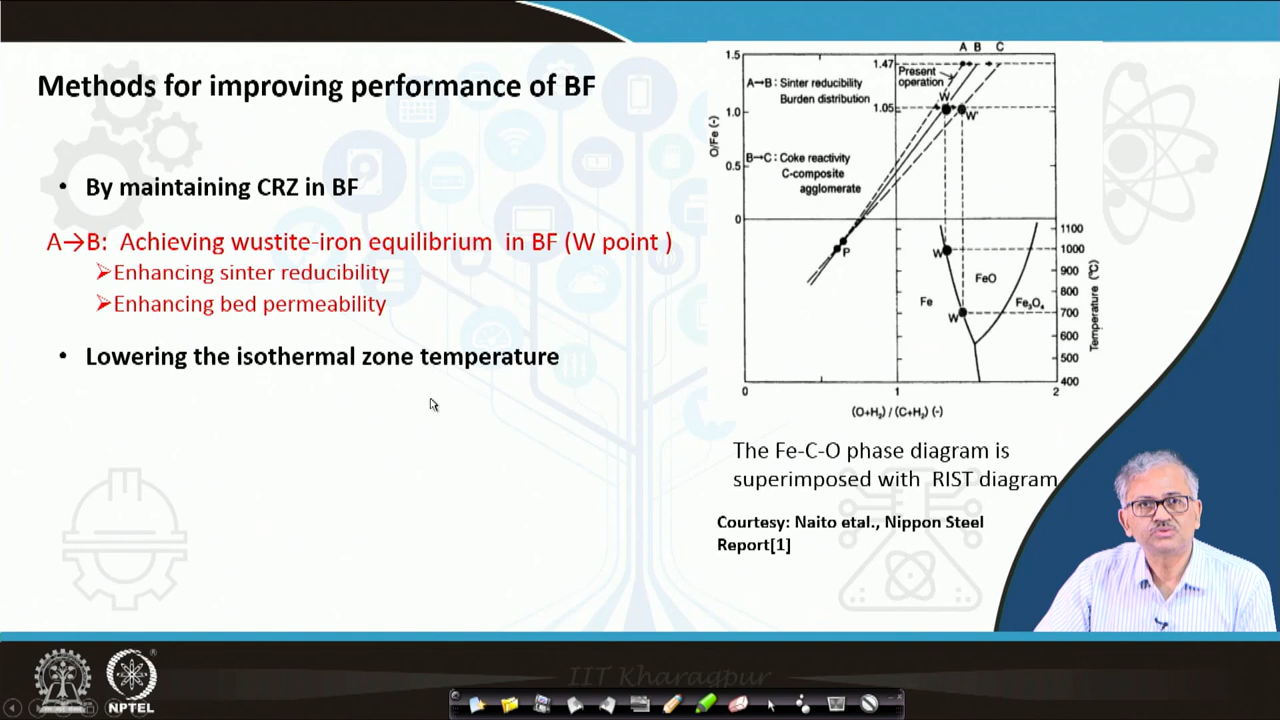 Methods for improving performance of BF
• By maintaining CRZ in BF
A→B: Achieving wustite-iron equilibrium in BF (W point )
➢Enhancing sinter reducibility
➢Enhancing bed permeability
• Lowering the isothermal zone temperature
A B C
1.5
1.47
Present
operation
A→B : Sinter reducibility
Burden distribution
W
W'
1.05
1.0
O/Fe (-)
B→C : Coke reactivity
C-composite
agglomerate
0.5
0
P
1100
1000
900
800
700
600
500
400
Temperature (°C)
W
FeO
Fe
Fe₃O₄
W'
0 1 2
(O+H₂) / (C+H₂) (-)
The Fe-C-O phase diagram is
superimposed with RIST diagram
Courtesy: Naito etal., Nippon Steel
Report[1]
IIT Kharagpur
NPTEL